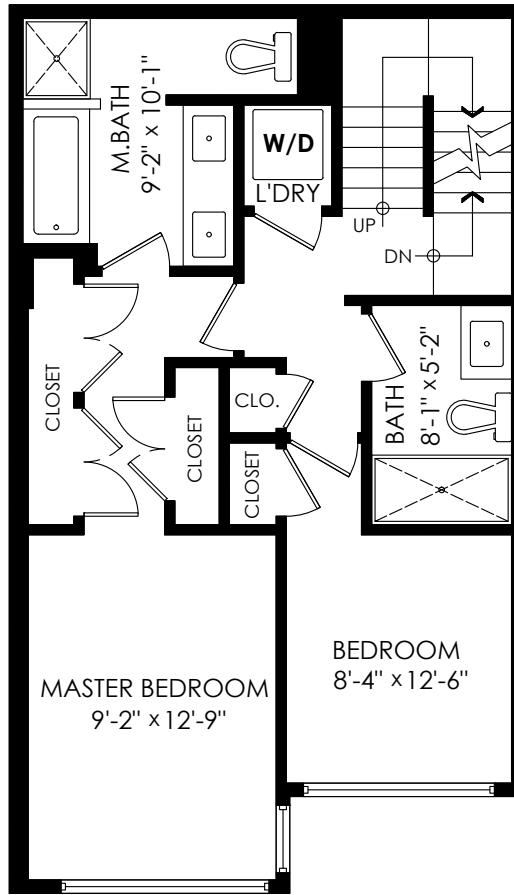 M.BATH
9'-2" x 10'-1"
W/D
L'DRY
UP
DN
CLOSET
CLOSET
CLO.
CLOSET
BATH
8'-1" x 5'-2"
MASTER BEDROOM
9'-2" x 12'-9"
BEDROOM
8'-4" x 12'-6"